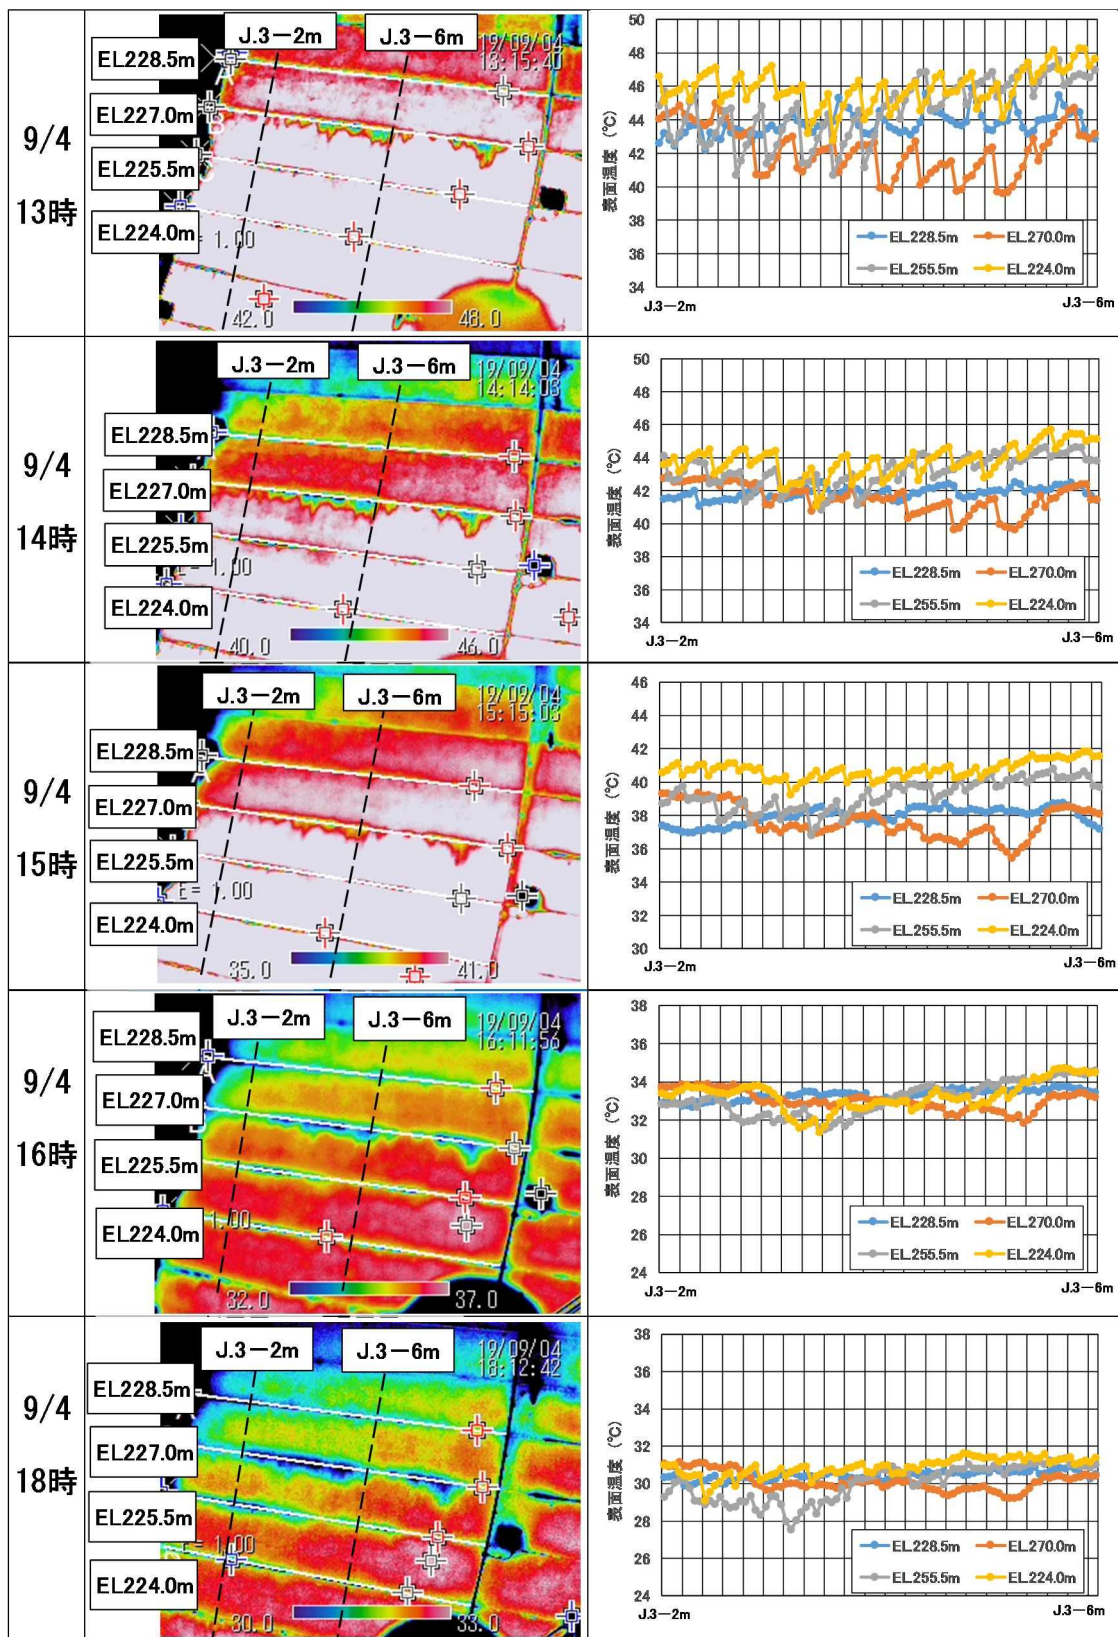 9/4
13時
J.3－2m
J.3－6m
19/09/04
13:15:40
EL228.5m
EL227.0m
EL225.5m
EL224.0m
= 1.00
42.0
48.0
表面温度（℃）
50
48
46
44
42
40
38
36
34
EL228.5m
EL270.0m
EL255.5m
EL224.0m
J.3－2m
J.3－6m
9/4
14時
J.3－2m
J.3－6m
19/09/04
14:14:03
EL228.5m
EL227.0m
EL225.5m
EL224.0m
E= 1.00
40.0
46.0
表面温度（℃）
50
48
46
44
42
40
38
36
34
EL228.5m
EL270.0m
EL255.5m
EL224.0m
J.3－2m
J.3－6m
9/4
15時
J.3－2m
J.3－6m
19/09/04
15:15:03
EL228.5m
EL227.0m
EL225.5m
EL224.0m
E= 1.00
35.0
41.0
表面温度（℃）
46
44
42
40
38
36
34
32
30
EL228.5m
EL270.0m
EL255.5m
EL224.0m
J.3－2m
J.3－6m
9/4
16時
J.3－2m
J.3－6m
19/09/04
16:11:56
EL228.5m
EL227.0m
EL225.5m
EL224.0m
1.00
32.0
37.0
表面温度（℃）
38
36
34
32
30
28
26
24
EL228.5m
EL270.0m
EL255.5m
EL224.0m
J.3－2m
J.3－6m
9/4
18時
J.3－2m
J.3－6m
19/09/04
18:12:42
EL228.5m
EL227.0m
EL225.5m
EL224.0m
E= 1.00
30.0
33.0
表面温度（℃）
38
36
34
32
30
28
26
24
EL228.5m
EL270.0m
EL255.5m
EL224.0m
J.3－2m
J.3－6m